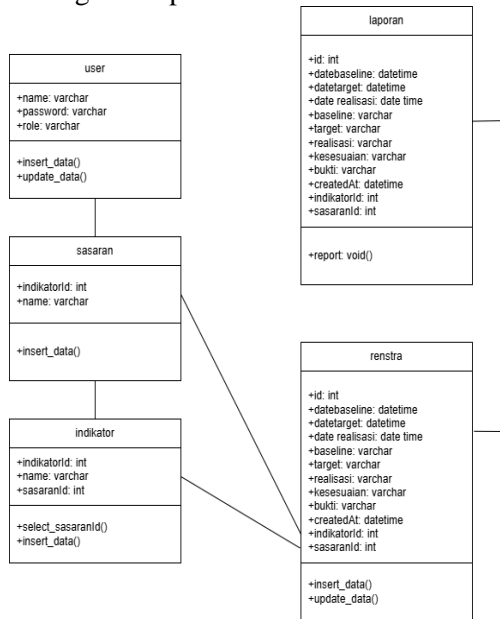 user
+name: varchar
+password: varchar
+role: varchar
+insert_data()
+update_data()
sasaran
+indikatorId: int
+name: varchar
+insert_data()
indikator
+indikatorId: int
+name: varchar
+sasaranId: int
+select_sasaranId()
+insert_data()
laporan
+id: int
+datebaseline: datetime
+datetarget: datetime
+date realisasi: date time
+baseline: varchar
+target: varchar
+realisasi: varchar
+kesesuaian: varchar
+bukti: varchar
+createdAt: datetime
+indikatorId: int
+sasaranId: int
+report: void()
renstra
+id: int
+datebaseline: datetime
+datetarget: datetime
+date realisasi: date time
+baseline: varchar
+target: varchar
+realisasi: varchar
+kesesuaian: varchar
+bukti: varchar
+createdAt: datetime
+indikatorId: int
+sasaranId: int
+insert_data()
+update_data()